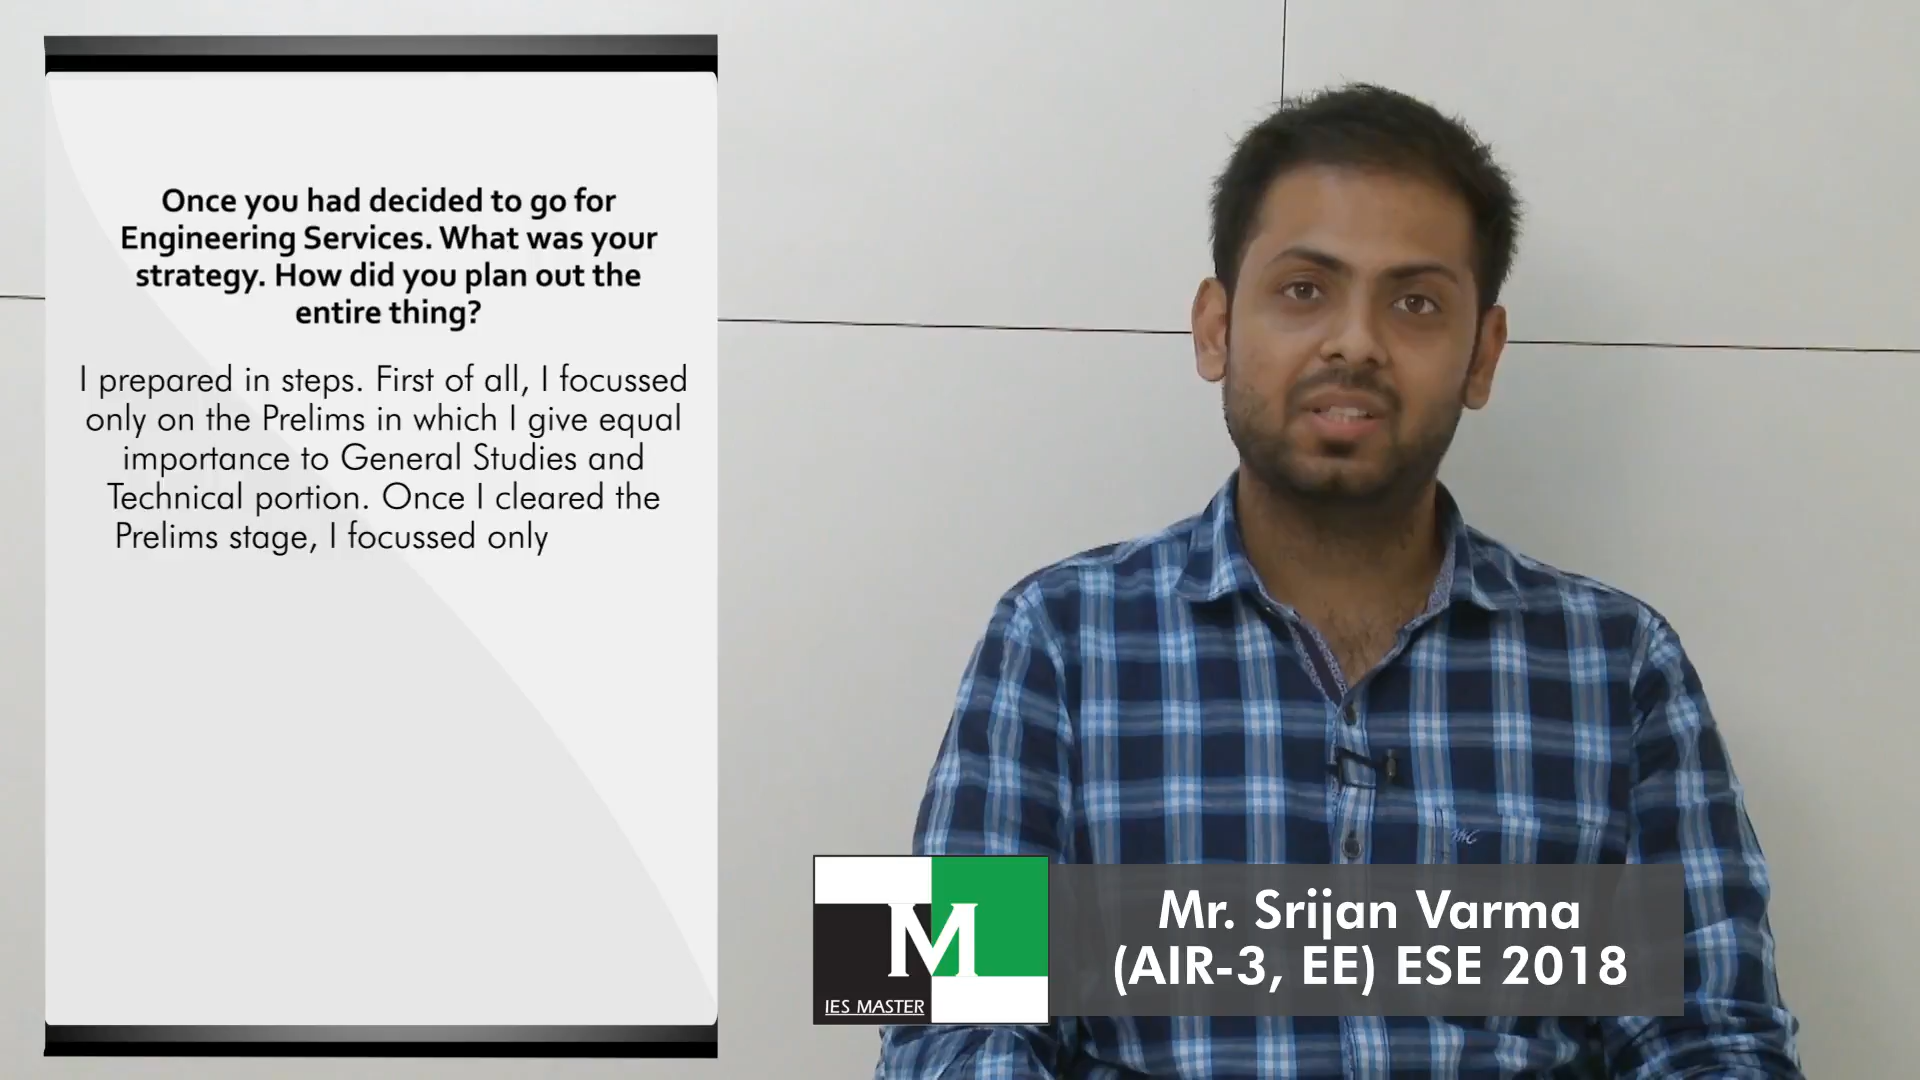 Once you had decided to go for
Engineering Services. What was your
strategy. How did you plan out the
entire thing?
I prepared in steps. First of all, I focussed
only on the Prelims in which I give equal
importance to General Studies and
Technical portion. Once I cleared the
Prelims stage, I focussed only
M
IES MASTER
Mr. Srijan Varma
(AIR-3, EE) ESE 2018